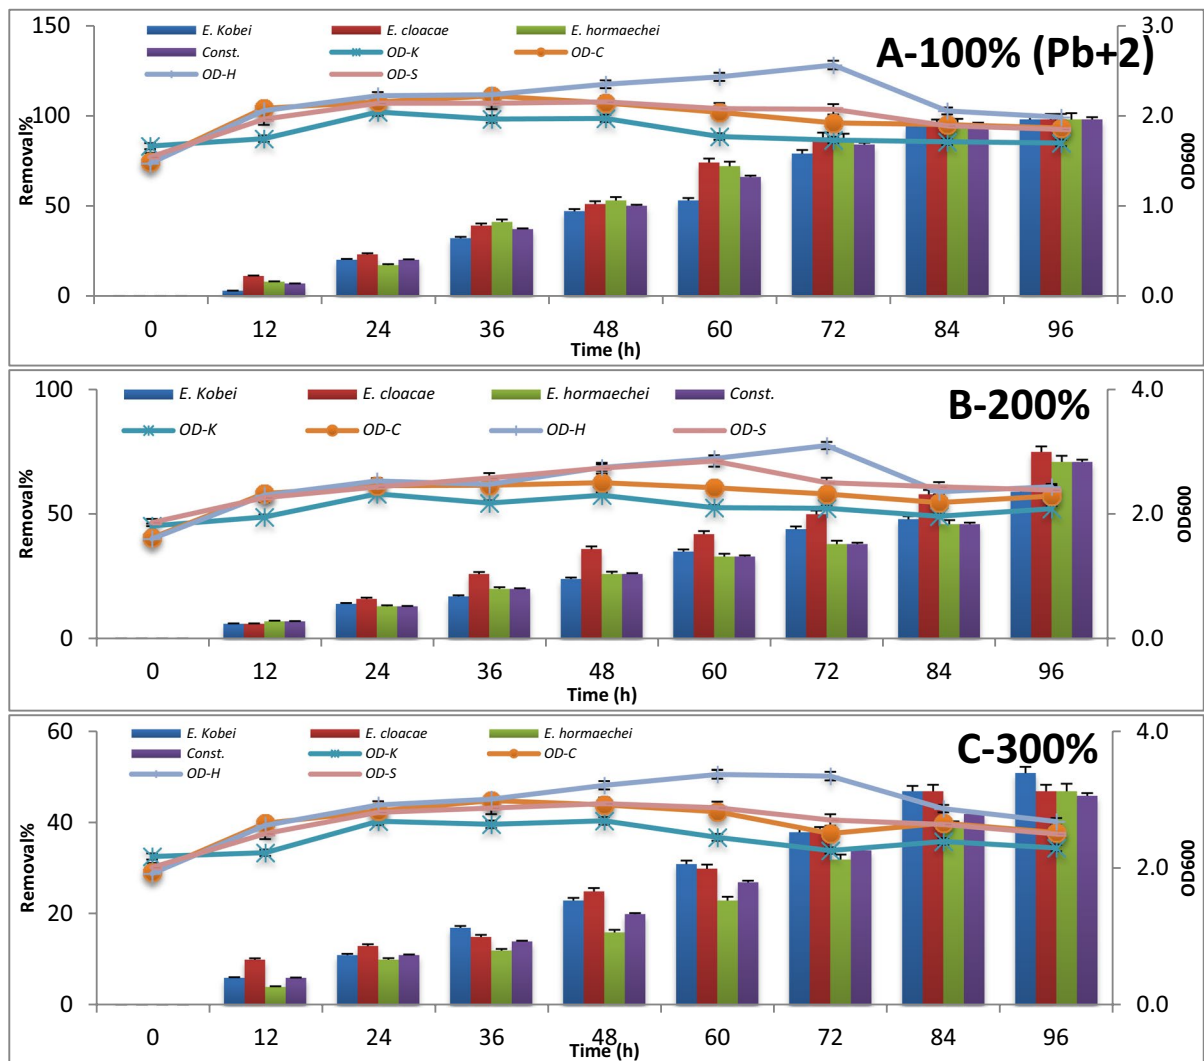 150
3.0
E. Kobei
E. cloacae
E. hormaechei
Const.
OD-K
OD-C
OD-H
OD-S
A-100% (Pb+2)
100
2.0
Removal%
OD600
50
1.0
0
0.0
0 12 24 36 48 60 72 84 96
Time (h)
100
4.0
E. Kobei
E. cloacae
E. hormaechei
Const.
B-200%
OD-K
OD-C
OD-H
OD-S
Removal%
OD600
50
2.0
0
0.0
0 12 24 36 48 60 72 84 96
Time (h)
60
4.0
E. Kobei
E. cloacae
E. hormaechei
Const.
OD-K
OD-C
OD-H
OD-S
C-300%
40
2.0
Removal%
OD600
20
0
0.0
0 12 24 36 48 60 72 84 96
Time (h)